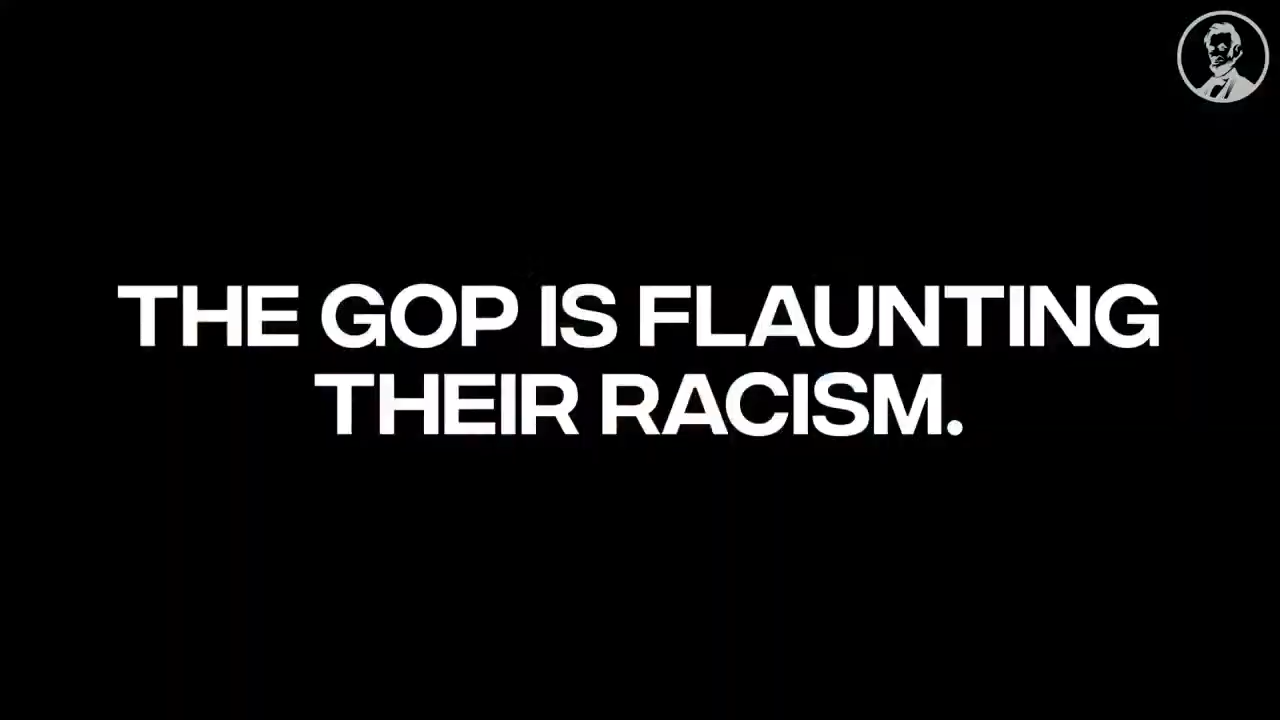 THE GOP IS FLAUNTING
THEIR RACISM.